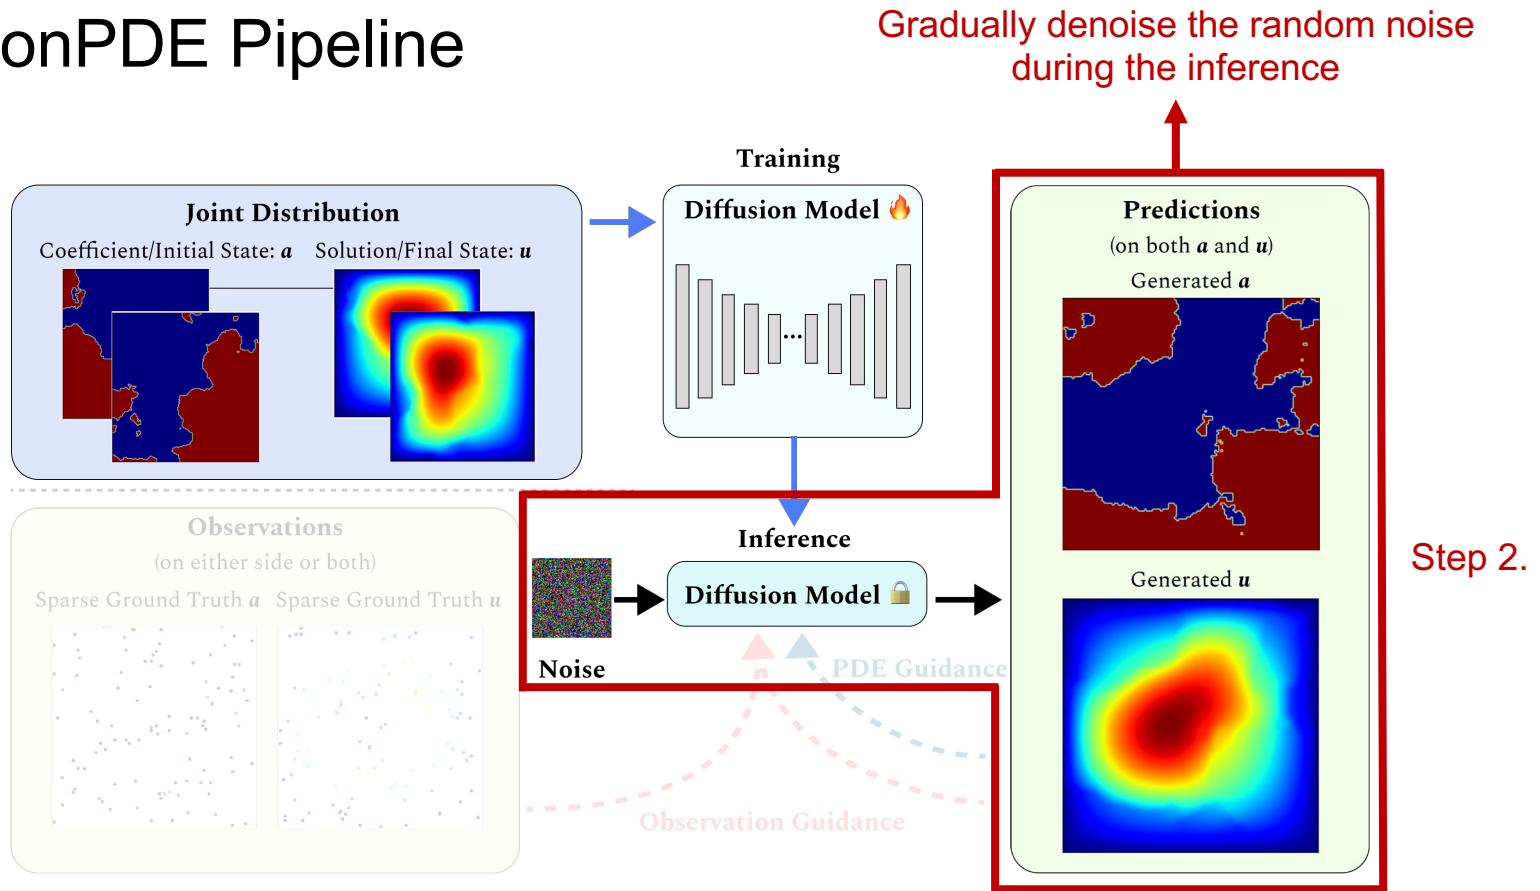 onPDE Pipeline
Gradually denoise the random noise
during the inference
Training
Joint Distribution
Coefficient/Initial State: a Solution/Final State: u
Diffusion Model
...
Predictions
(on both a and u)
Generated a
Observations
(on either side or both)
Sparse Ground Truth a Sparse Ground Truth u
Inference
Diffusion Model
Noise
PDE Guidance
Observation Guidance
Generated u
Step 2.